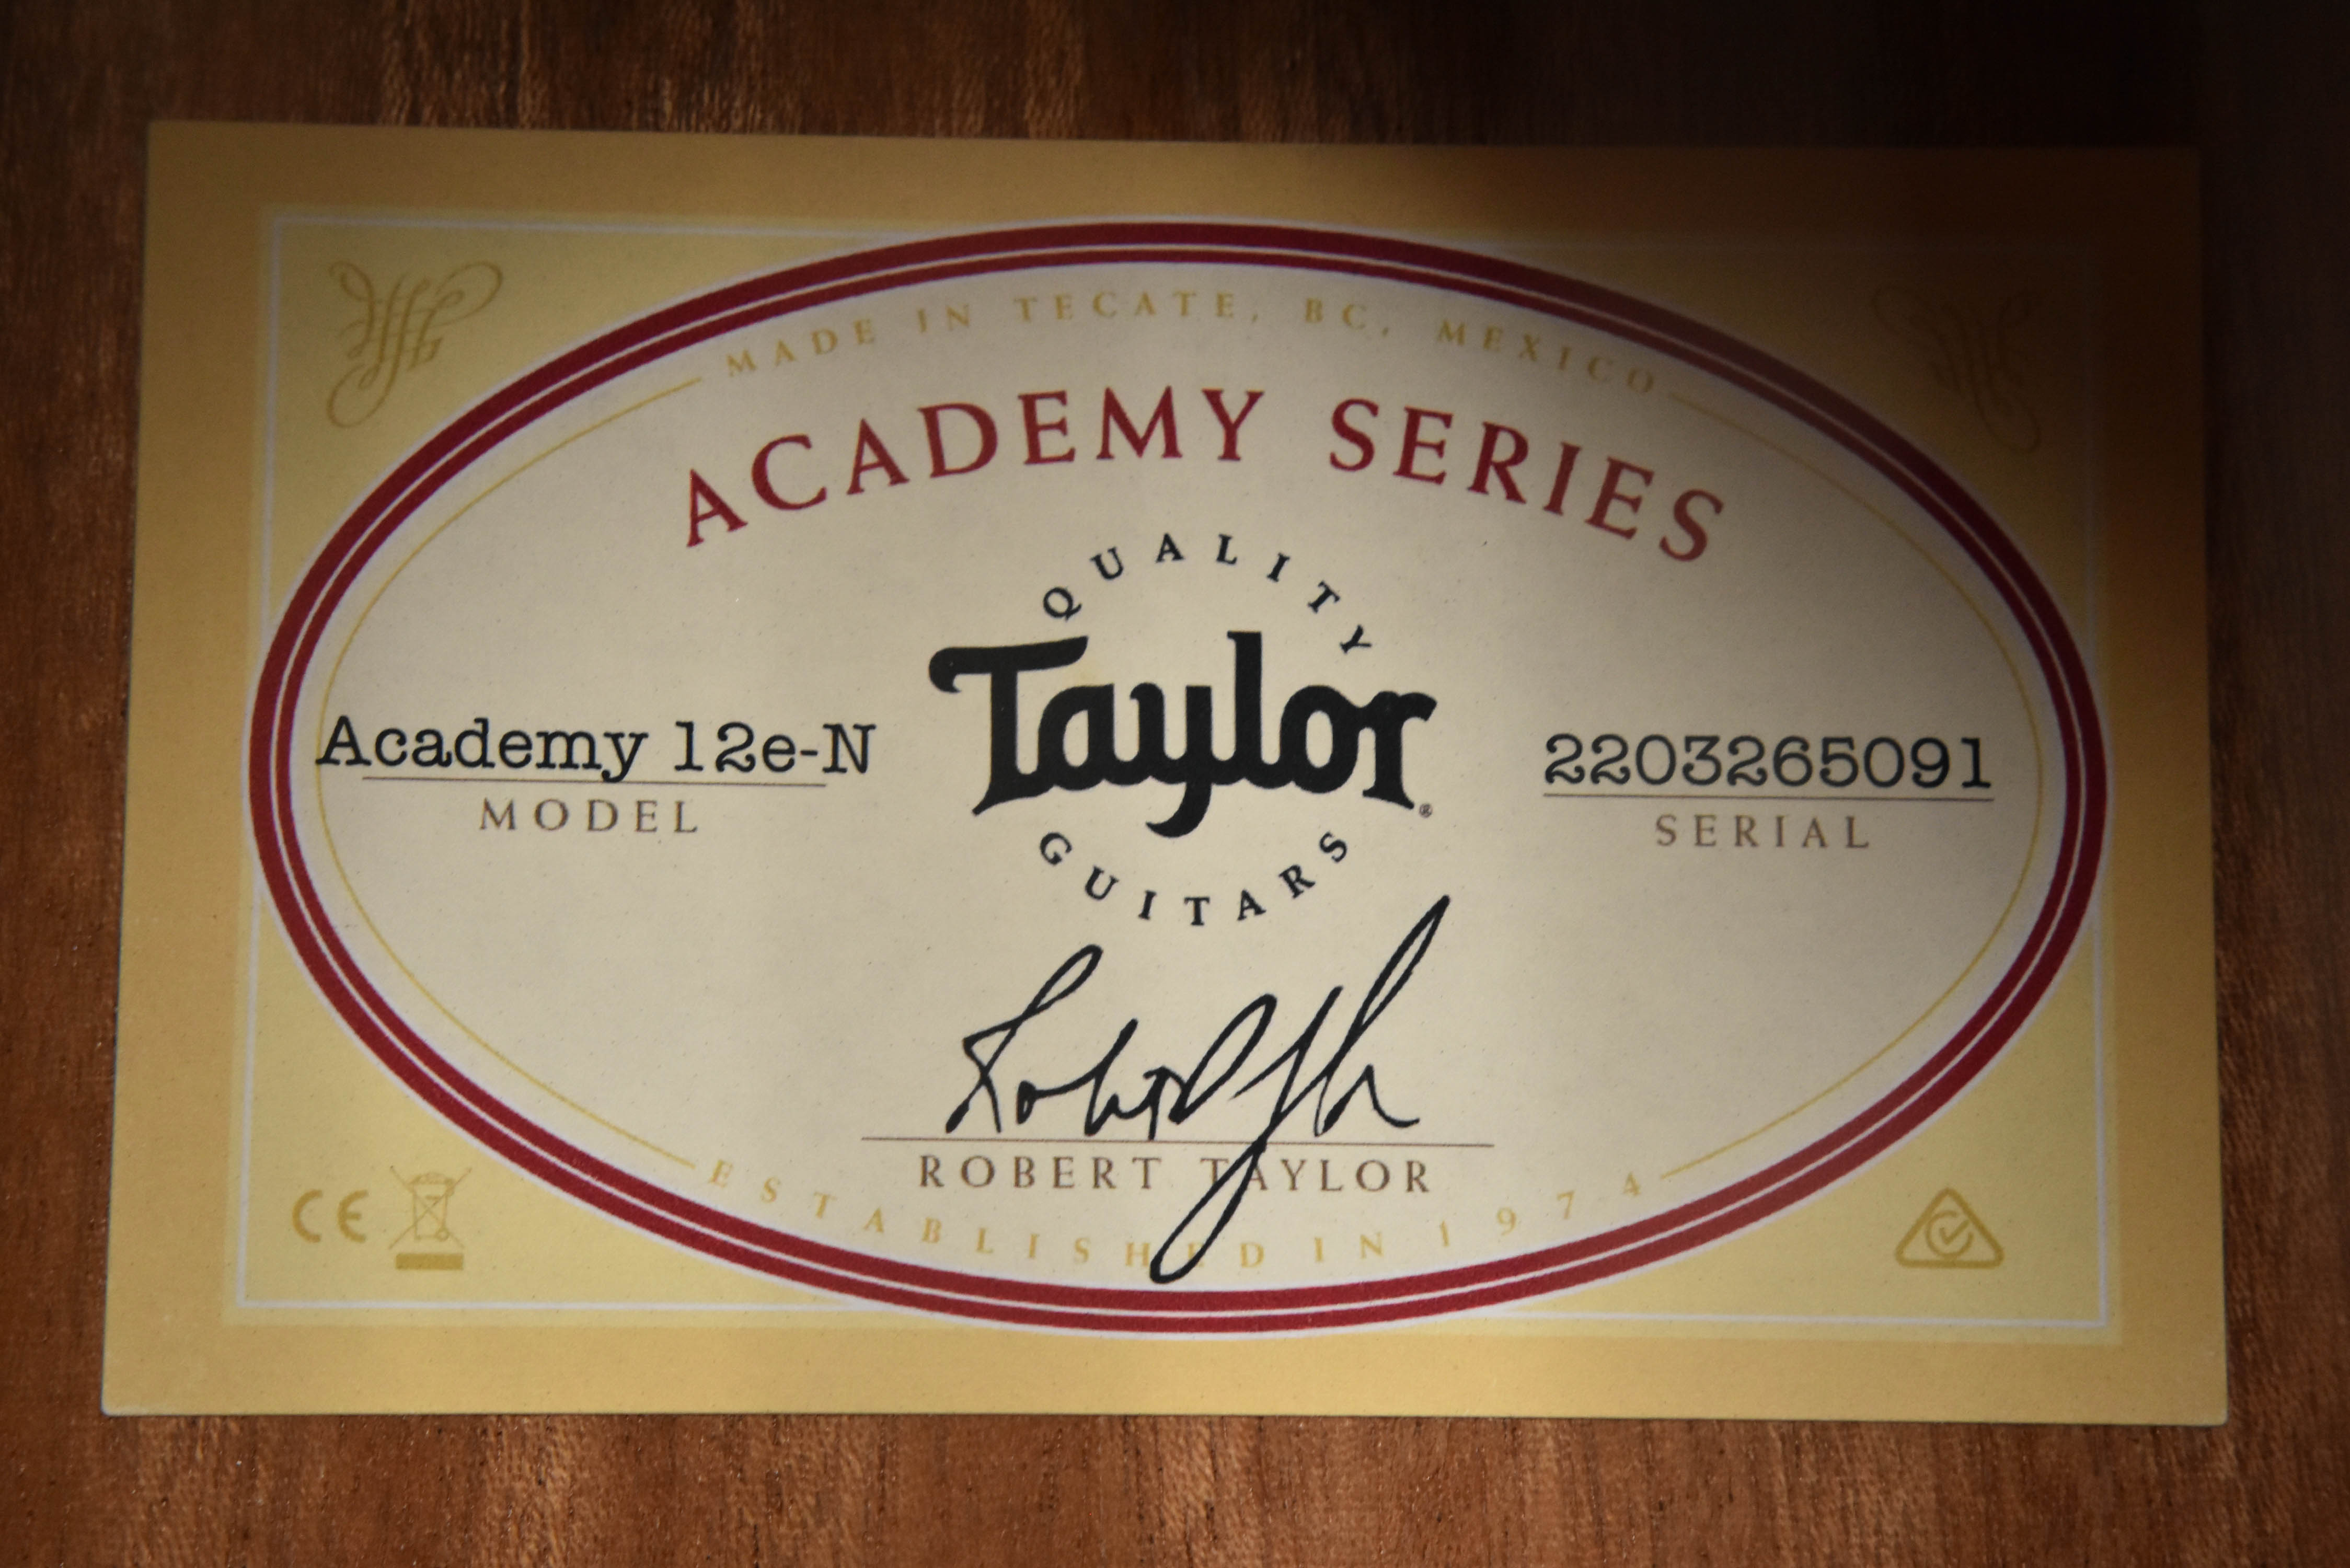 MADE IN TECATE, BC, MEXICO
ACADEMY SERIES
QUALITY
Taylor®
GUITARS
Academy 12e-N
MODEL
2203265091
SERIAL
ROBERT TAYLOR
ESTABLISHED IN 1974
CE